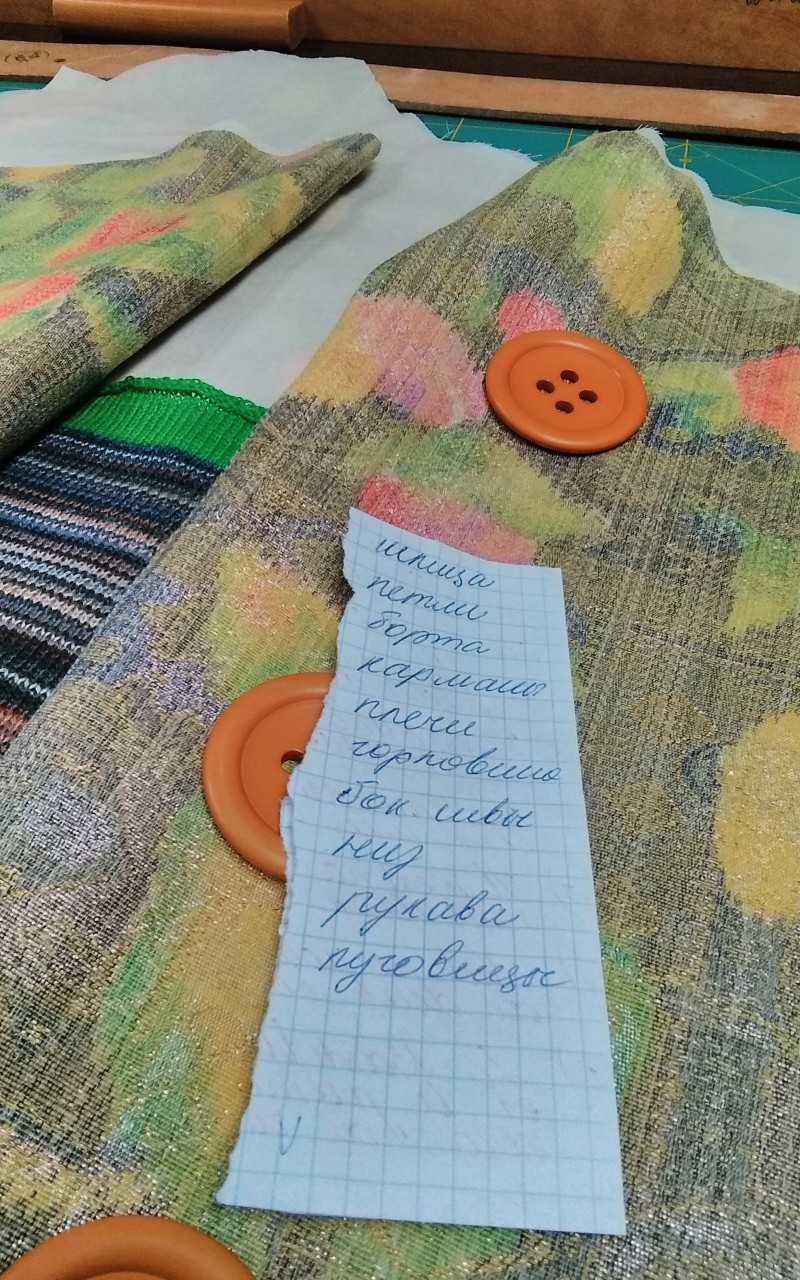 шлица
петли
борта
карманы
плечи
горловина
бок. швы
низ
рукава
пуговицы
V